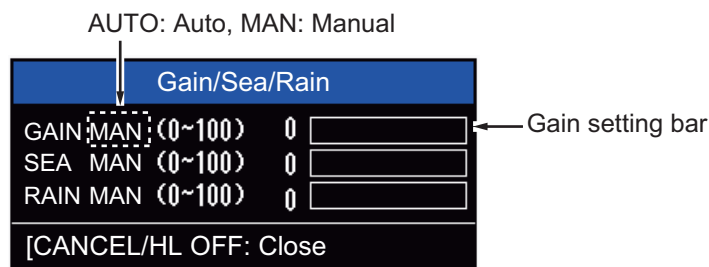 AUTO: Auto, MAN: Manual
Gain/Sea/Rain
GAIN MAN (0~100) 0
Gain setting bar
SEA MAN (0~100) 0
RAIN MAN (0~100) 0
[CANCEL/HL OFF: Close